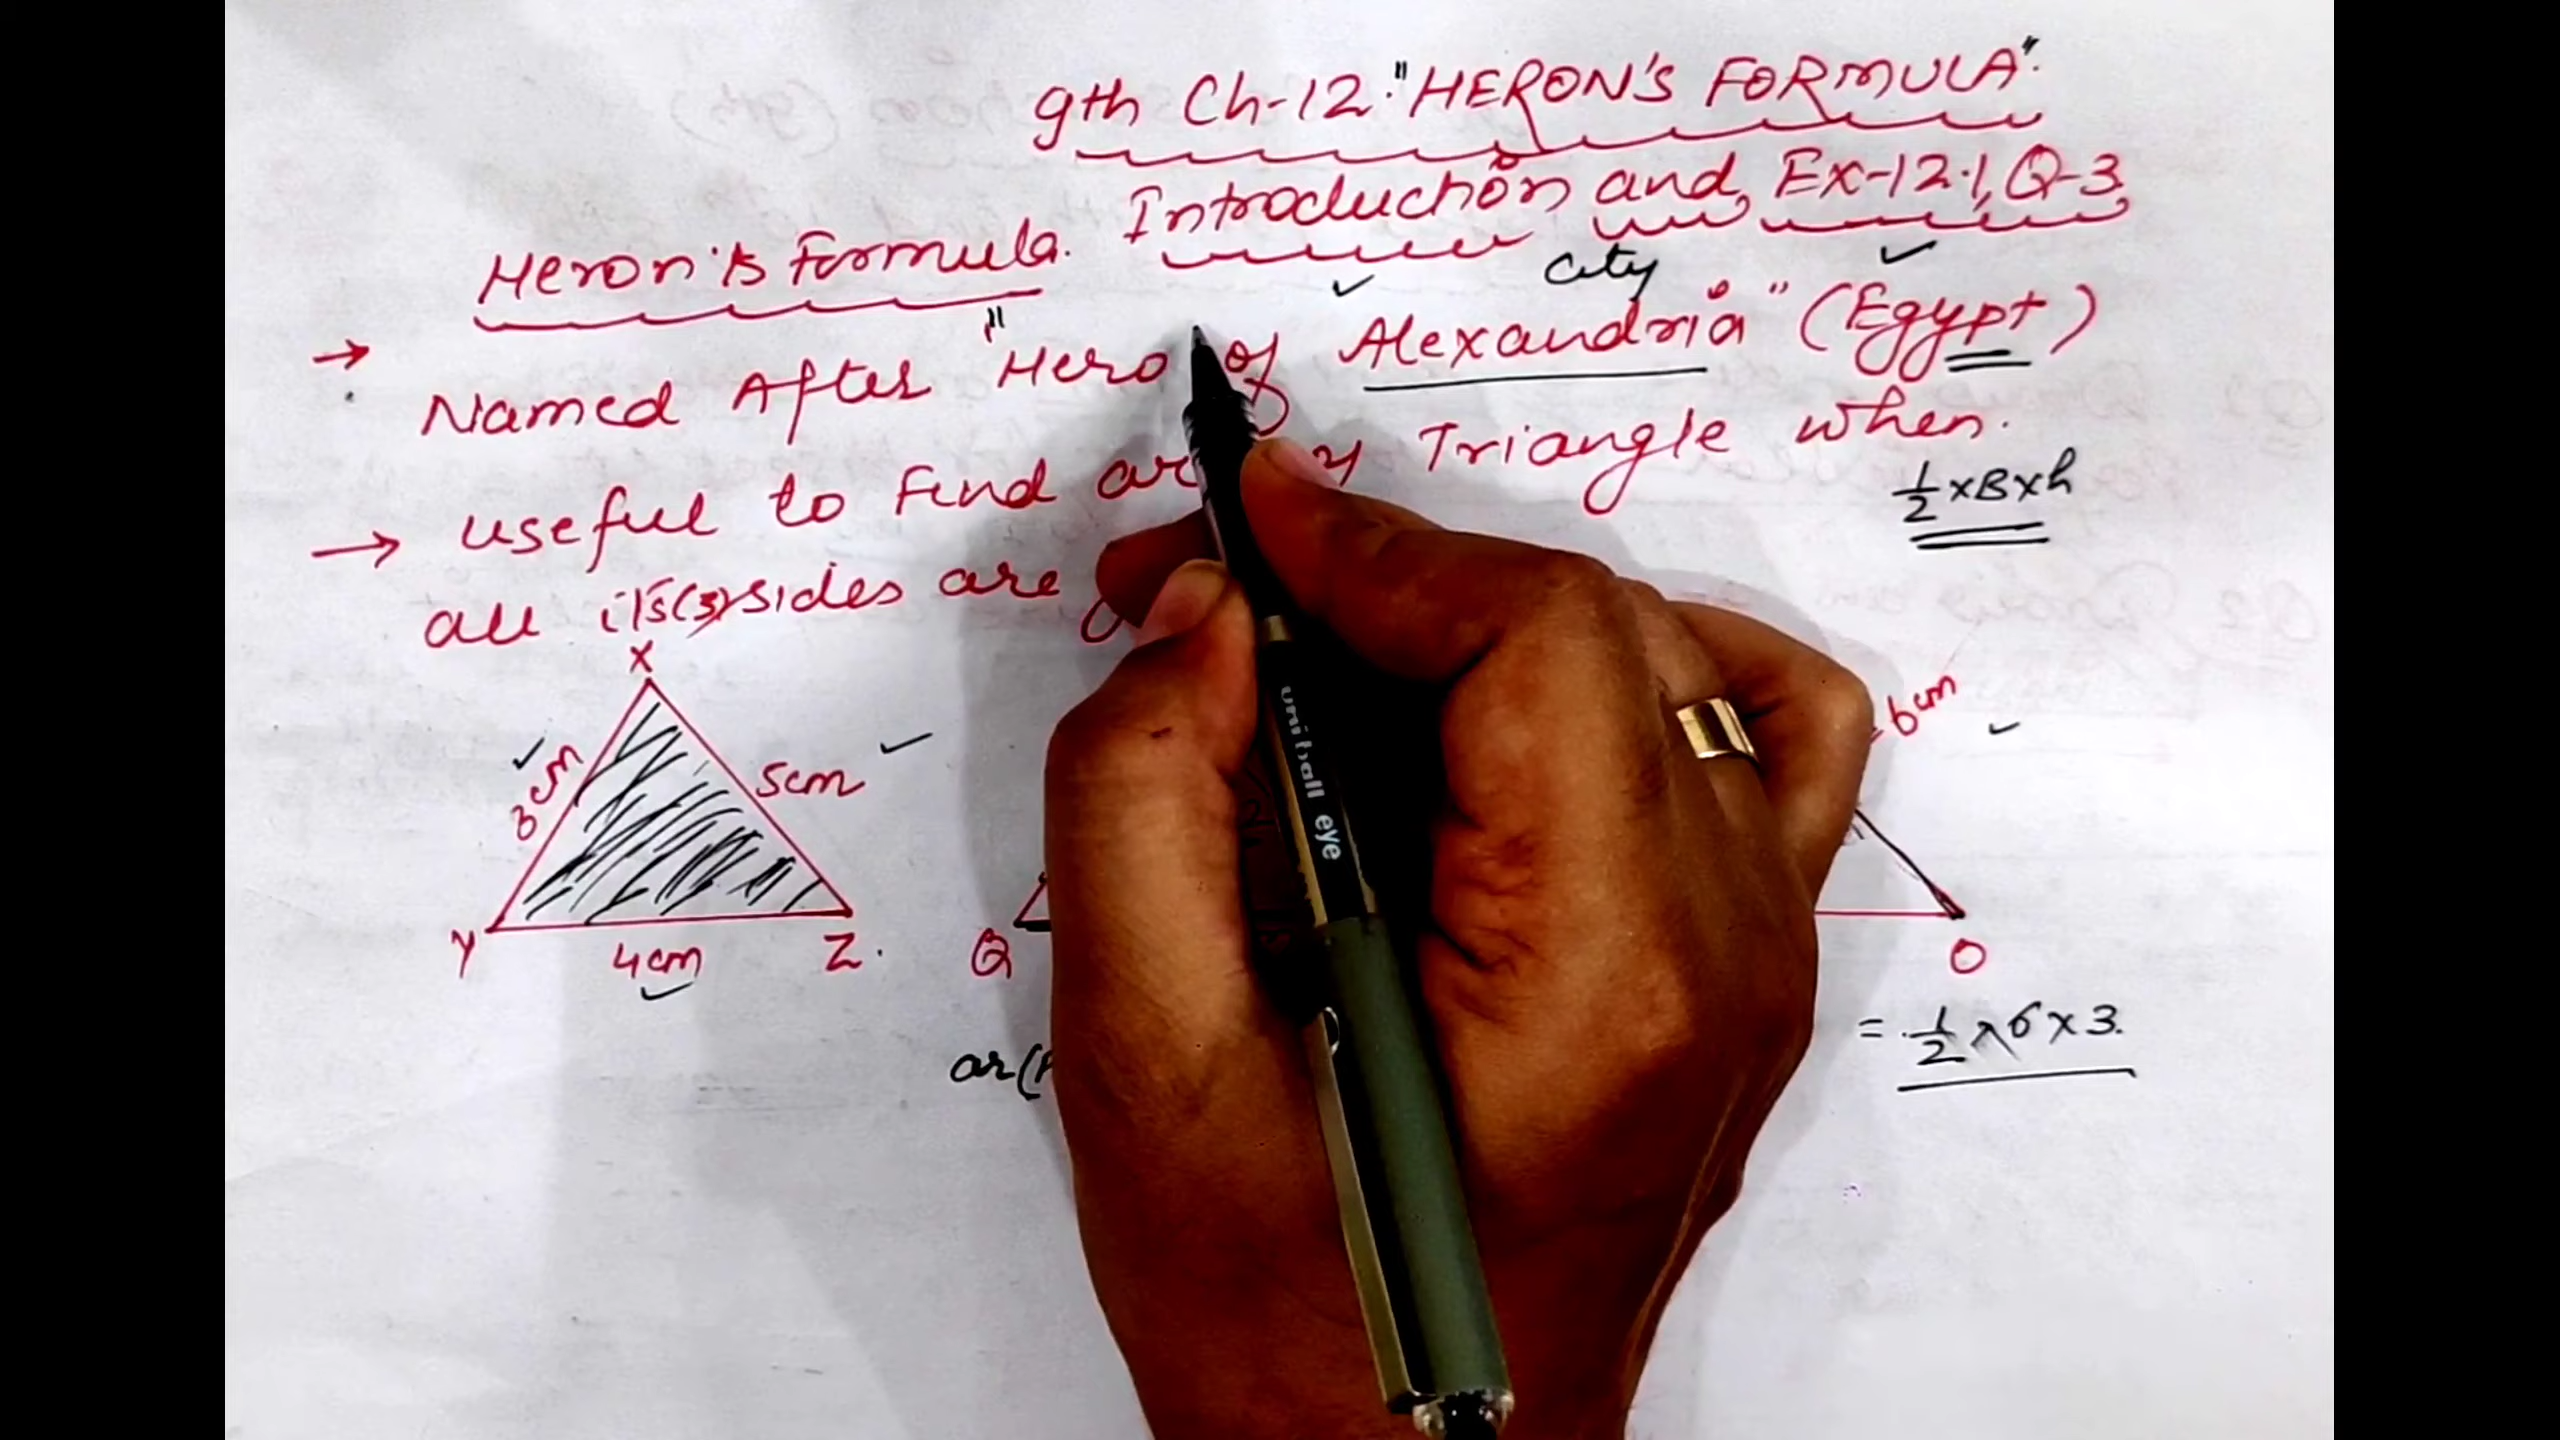 9th Ch-12. "HERON'S FORMULA".
Introduction and Ex-12.1, Q-3
Heron's Formula.
city
→ Named After "Hero of Alexandria" (Egypt)
→ useful to Find Triangle when.
½ × B × h
all its (3) sides are
X
3cm
5cm
Y
4cm
Z.
Q
6cm
O
ar(
= ½ × 6 × 3.
uniball eye